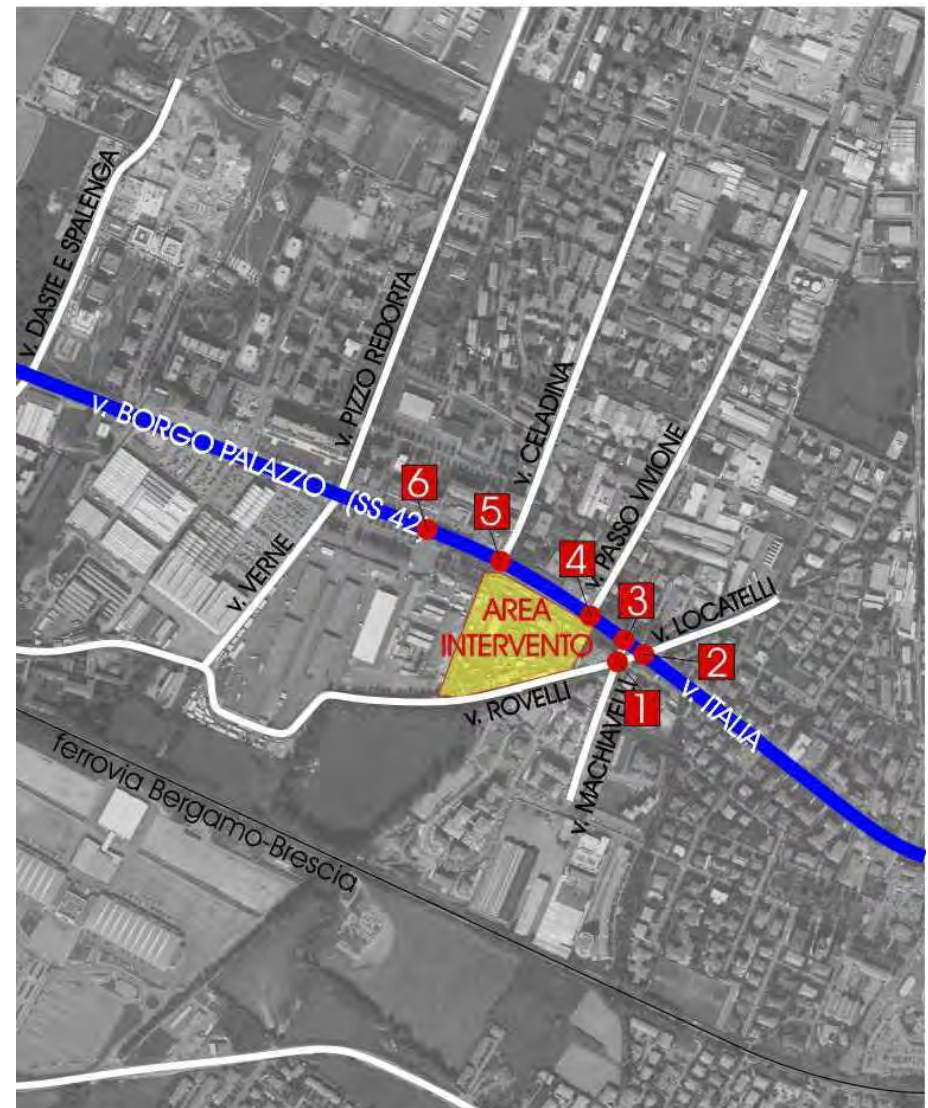 v. DASTE E SPALENGA
v. PIZZO REDORTA
v. CELADINA
v. PASSO VIVIONE
v. BORGO PALAZZO (SS 42)
6
5
4
3
v. LOCATELLI
2
1
AREA
INTERVENTO
v. VERNE
v. ROVELLI
v. MACHIAVELLI
v. ITALIA
ferrovia Bergamo-Brescia